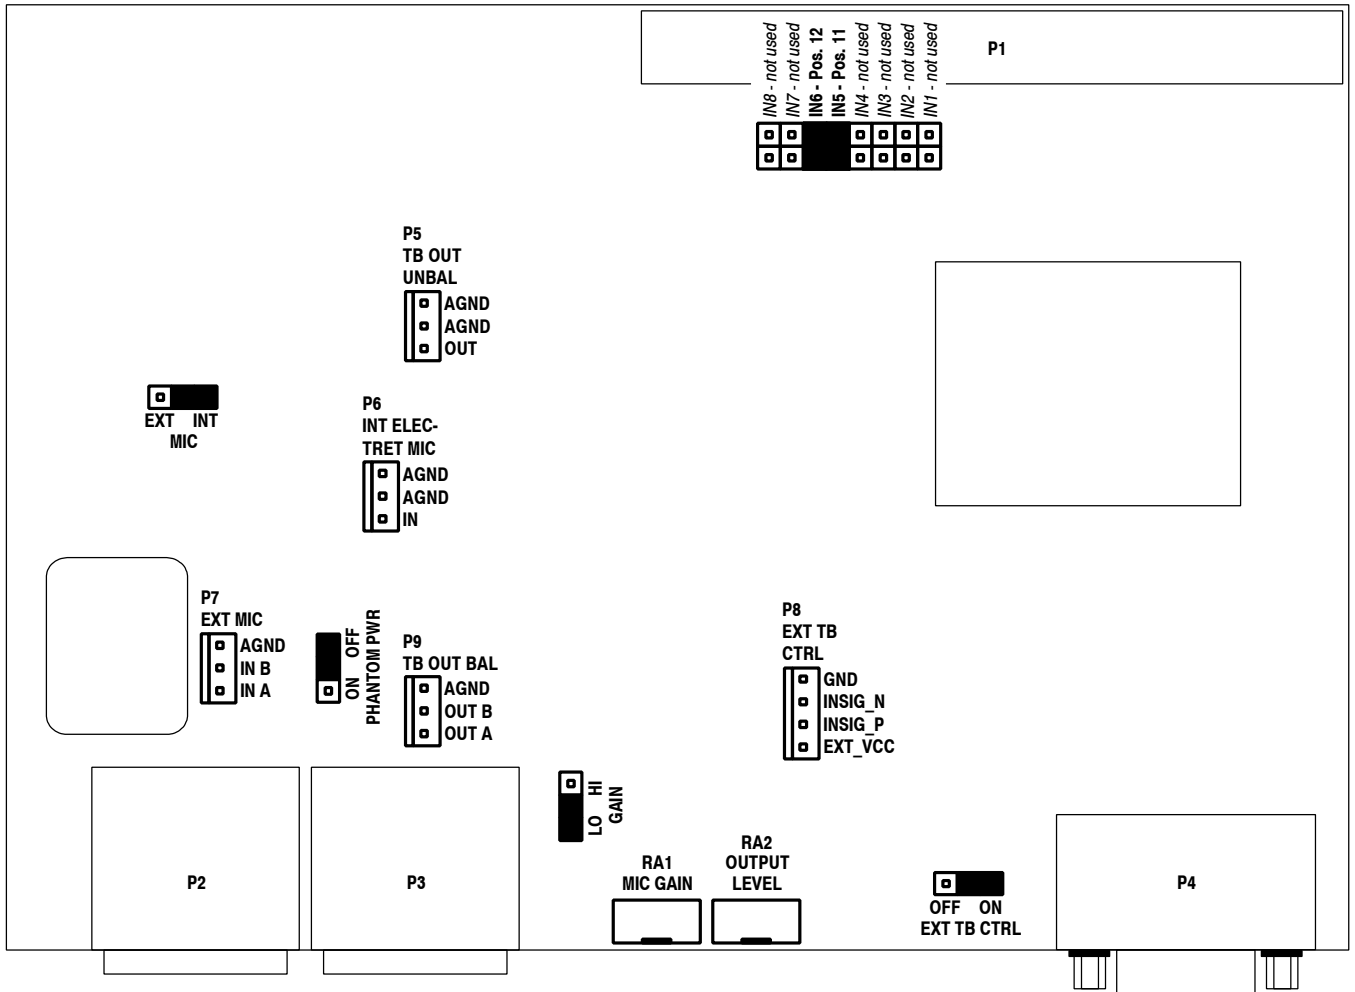 IN8 - not used
IN7 - not used
IN6 - Pos. 12
IN5 - Pos. 11
IN4 - not used
IN3 - not used
IN2 - not used
IN1 - not used
P1
P5
TB OUT
UNBAL
AGND
AGND
OUT
EXT INT
MIC
P6
INT ELEC-
TRET MIC
AGND
AGND
IN
P7
EXT MIC
AGND
IN B
IN A
ON OFF
PHANTOM PWR
P9
TB OUT BAL
AGND
OUT B
OUT A
P8
EXT TB
CTRL
GND
INSIG_N
INSIG_P
EXT_VCC
LO HI
GAIN
RA1
MIC GAIN
RA2
OUTPUT
LEVEL
P2
P3
OFF ON
EXT TB CTRL
P4